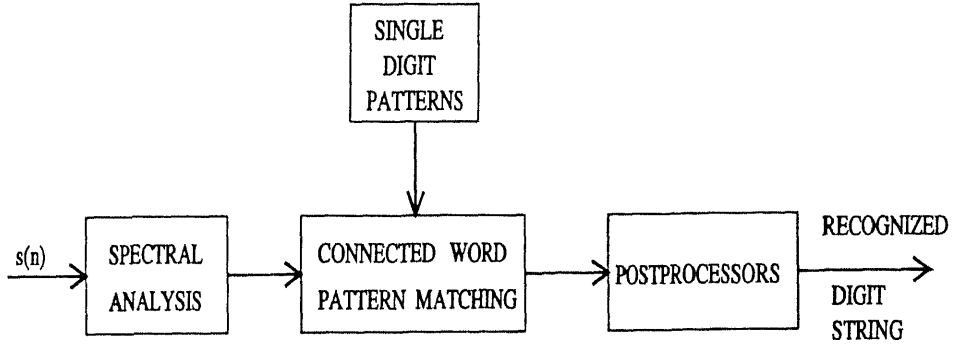 SINGLE
DIGIT
PATTERNS
s(n)
SPECTRAL
ANALYSIS
CONNECTED WORD
PATTERN MATCHING
POSTPROCESSORS
RECOGNIZED
DIGIT
STRING